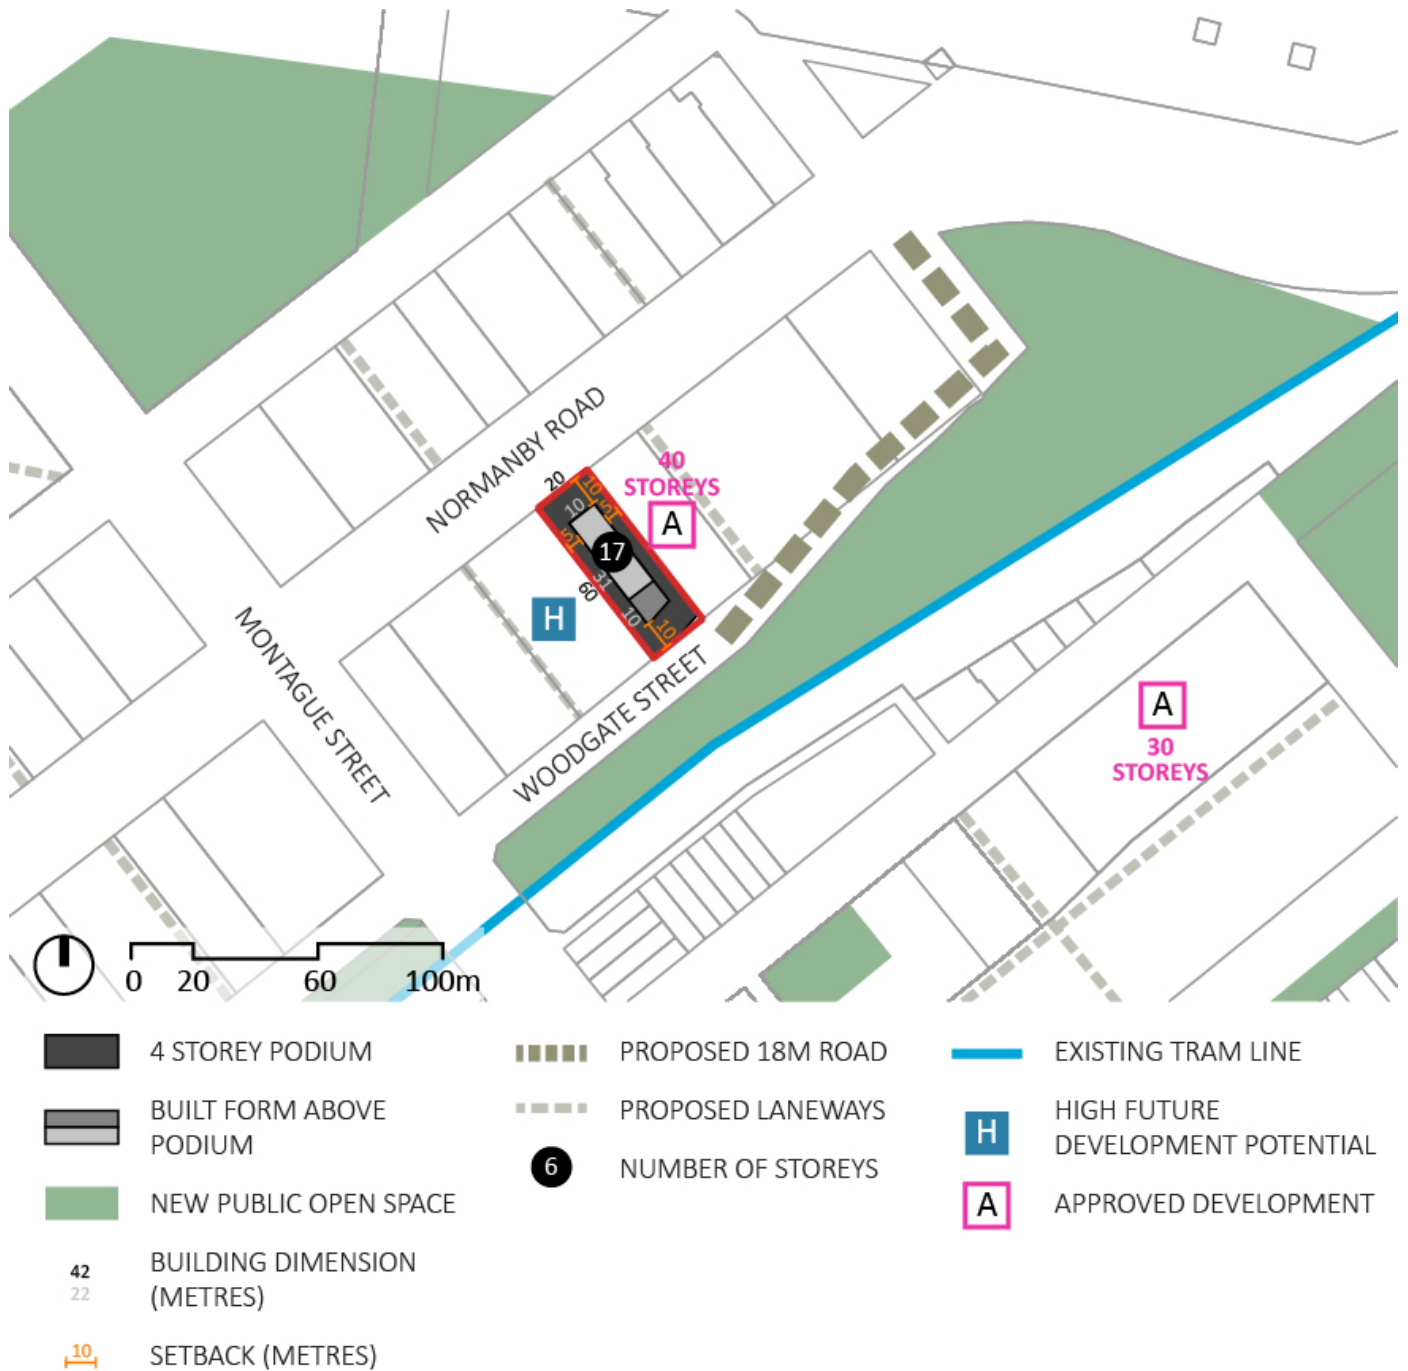 NORMANBY ROAD
40
STOREYS
A
20
10
10
5
5
17
31
60
10
10
H
MONTAGUE STREET
WOODGATE STREET
A
30
STOREYS
0 20 60 100m
4 STOREY PODIUM
BUILT FORM ABOVE
PODIUM
NEW PUBLIC OPEN SPACE
42
22
BUILDING DIMENSION
(METRES)
10
SETBACK (METRES)
PROPOSED 18M ROAD
PROPOSED LANEWAYS
6
NUMBER OF STOREYS
EXISTING TRAM LINE
H
HIGH FUTURE
DEVELOPMENT POTENTIAL
A
APPROVED DEVELOPMENT